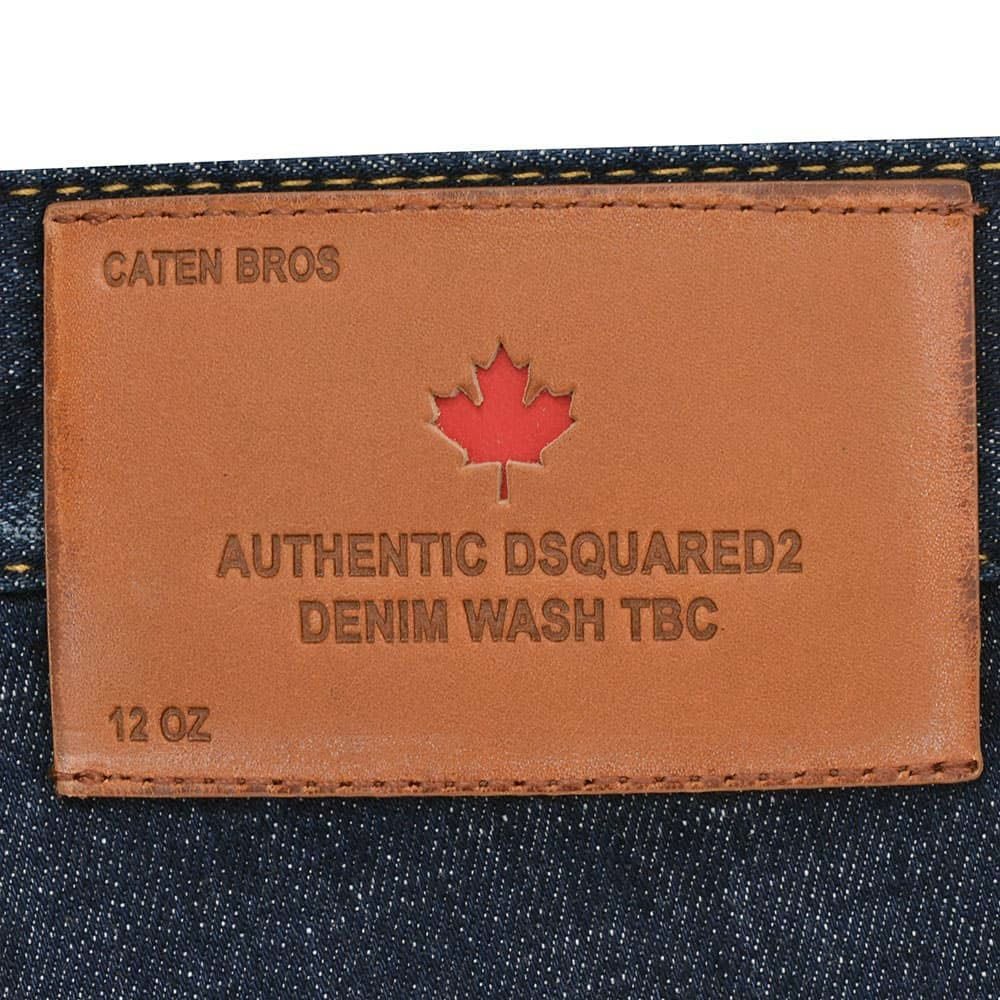 CATEN BROS
AUTHENTIC DSQUARED2
DENIM WASH TBC
12 OZ